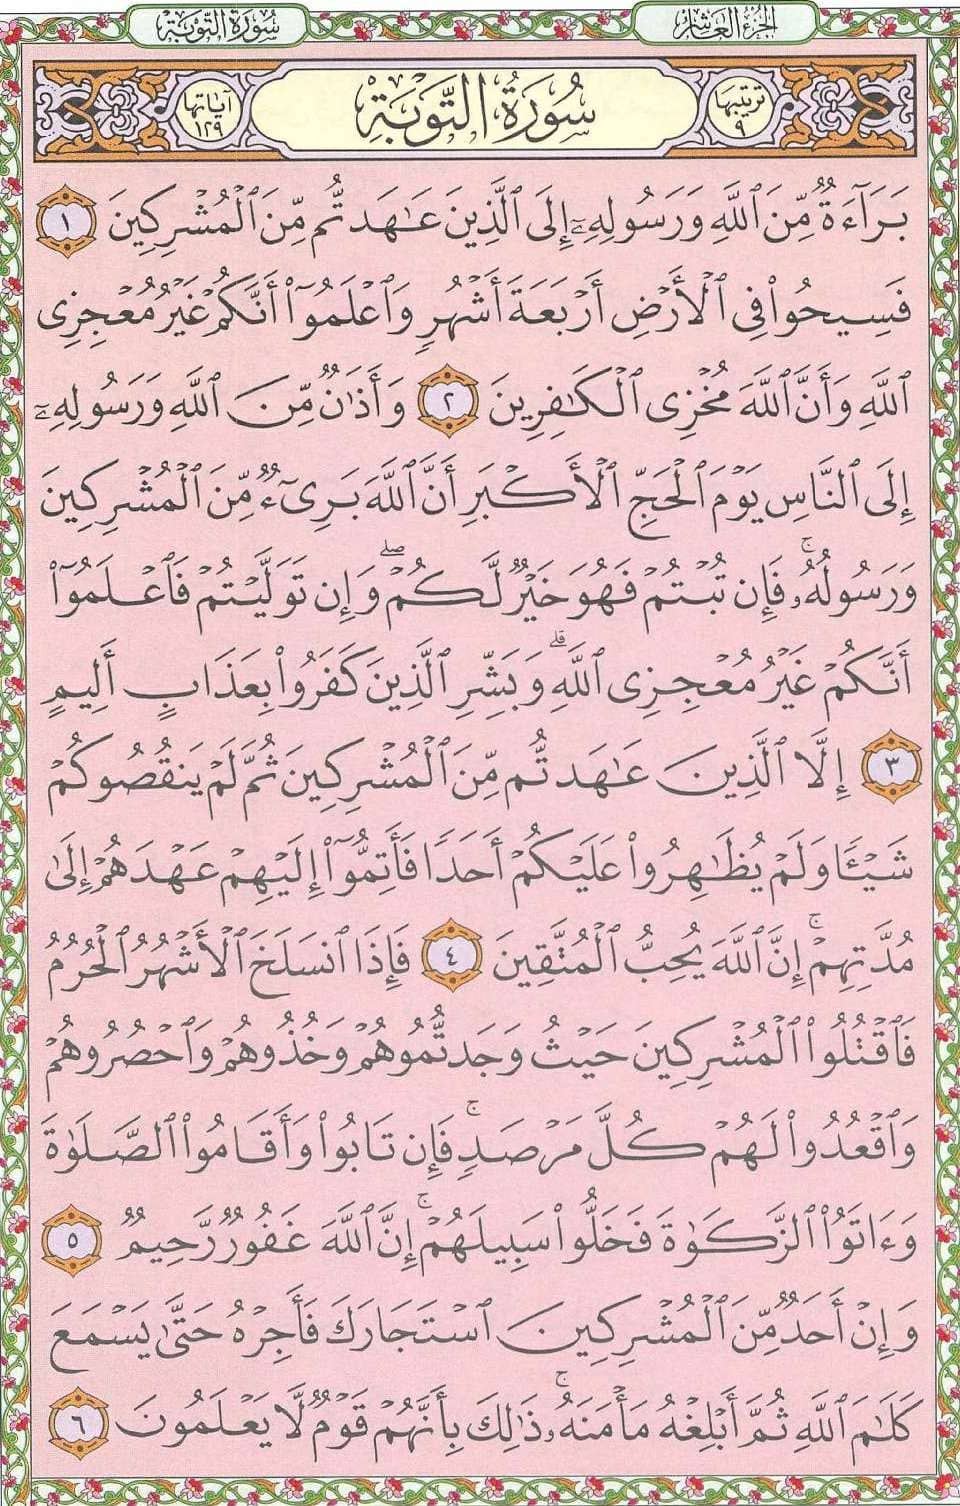 الجزء العاشر
سورة التوبة
ترتيبها ٩
سُورَةُ التَّوْبَةِ
آياتها ١٢٩
بَرَآءَةٌ مِّنَ ٱللَّهِ وَرَسُولِهِۦٓ إِلَى ٱلَّذِينَ عَٰهَدتُّم مِّنَ ٱلْمُشْرِكِينَ ١
فَسِيحُوا۟ فِى ٱلْأَرْضِ أَرْبَعَةَ أَشْهُرٍ وَٱعْلَمُوٓا۟ أَنَّكُمْ غَيْرُ مُعْجِزِى
ٱللَّهِ وَأَنَّ ٱللَّهَ مُخْزِى ٱلْكَٰفِرِينَ ٢ وَأَذَٰنٌ مِّنَ ٱللَّهِ وَرَسُولِهِۦٓ
إِلَى ٱلنَّاسِ يَوْمَ ٱلْحَجِّ ٱلْأَكْبَرِ أَنَّ ٱللَّهَ بَرِىٓءٌ مِّنَ ٱلْمُشْرِكِينَ
وَرَسُولُهُۥ ۚ فَإِن تُبْتُمْ فَهُوَ خَيْرٌ لَّكُمْ ۖ وَإِن تَوَلَّيْتُمْ فَٱعْلَمُوٓا۟
أَنَّكُمْ غَيْرُ مُعْجِزِى ٱللَّهِ ۗ وَبَشِّرِ ٱلَّذِينَ كَفَرُوا۟ بِعَذَابٍ أَلِيمٍ
٣ إِلَّا ٱلَّذِينَ عَٰهَدتُّم مِّنَ ٱلْمُشْرِكِينَ ثُمَّ لَمْ يَنقُصُوكُمْ
شَيْـًٔا وَلَمْ يُظَٰهِرُوا۟ عَلَيْكُمْ أَحَدًا فَأَتِمُّوٓا۟ إِلَيْهِمْ عَهْدَهُمْ إِلَىٰ
مُدَّتِهِمْ ۚ إِنَّ ٱللَّهَ يُحِبُّ ٱلْمُتَّقِينَ ٤ فَإِذَا ٱنسَلَخَ ٱلْأَشْهُرُ ٱلْحُرُمُ
فَٱقْتُلُوا۟ ٱلْمُشْرِكِينَ حَيْثُ وَجَدتُّمُوهُمْ وَخُذُوهُمْ وَٱحْصُرُوهُمْ
وَٱقْعُدُوا۟ لَهُمْ كُلَّ مَرْصَدٍ ۚ فَإِن تَابُوا۟ وَأَقَامُوا۟ ٱلصَّلَوٰةَ
وَءَاتَوُا۟ ٱلزَّكَوٰةَ فَخَلُّوا۟ سَبِيلَهُمْ ۚ إِنَّ ٱللَّهَ غَفُورٌ رَّحِيمٌ ٥
وَإِنْ أَحَدٌ مِّنَ ٱلْمُشْرِكِينَ ٱسْتَجَارَكَ فَأَجِرْهُ حَتَّىٰ يَسْمَعَ
كَلَٰمَ ٱللَّهِ ثُمَّ أَبْلِغْهُ مَأْمَنَهُۥ ۚ ذَٰلِكَ بِأَنَّهُمْ قَوْمٌ لَّا يَعْلَمُونَ ٦